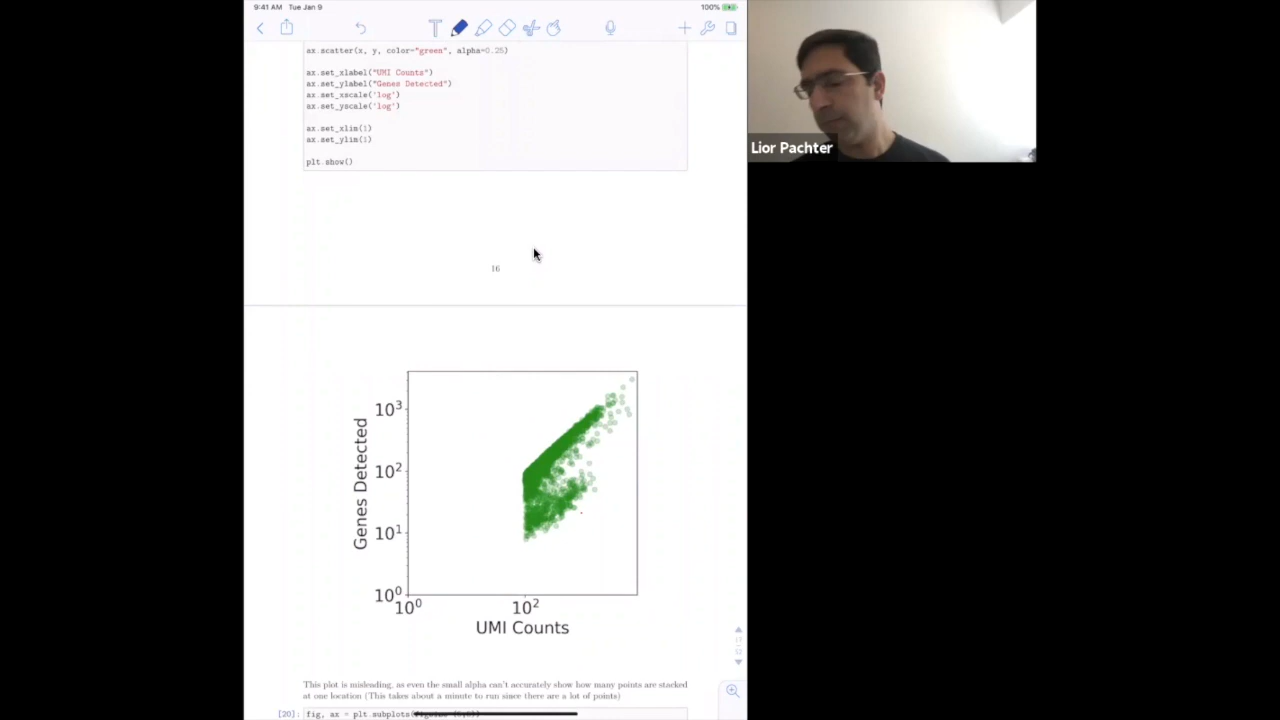 9:41 AM Tue Jan 9
100%
ax.scatter(x, y, color="green", alpha=0.25)
ax.set_xlabel("UMI Counts")
ax.set_ylabel("Genes Detected")
ax.set_xscale('log')
ax.set_yscale('log')
ax.set_xlim(1)
ax.set_ylim(1)
plt.show()
Lior Pachter
16
10³
10²
10¹
10⁰
Genes Detected
10⁰ 10²
UMI Counts
This plot is misleading, as even the small alpha can't accurately show how many points are stacked
at one location (This takes about a minute to run since there are a lot of points)
[20]: fig, ax = plt.subplots(